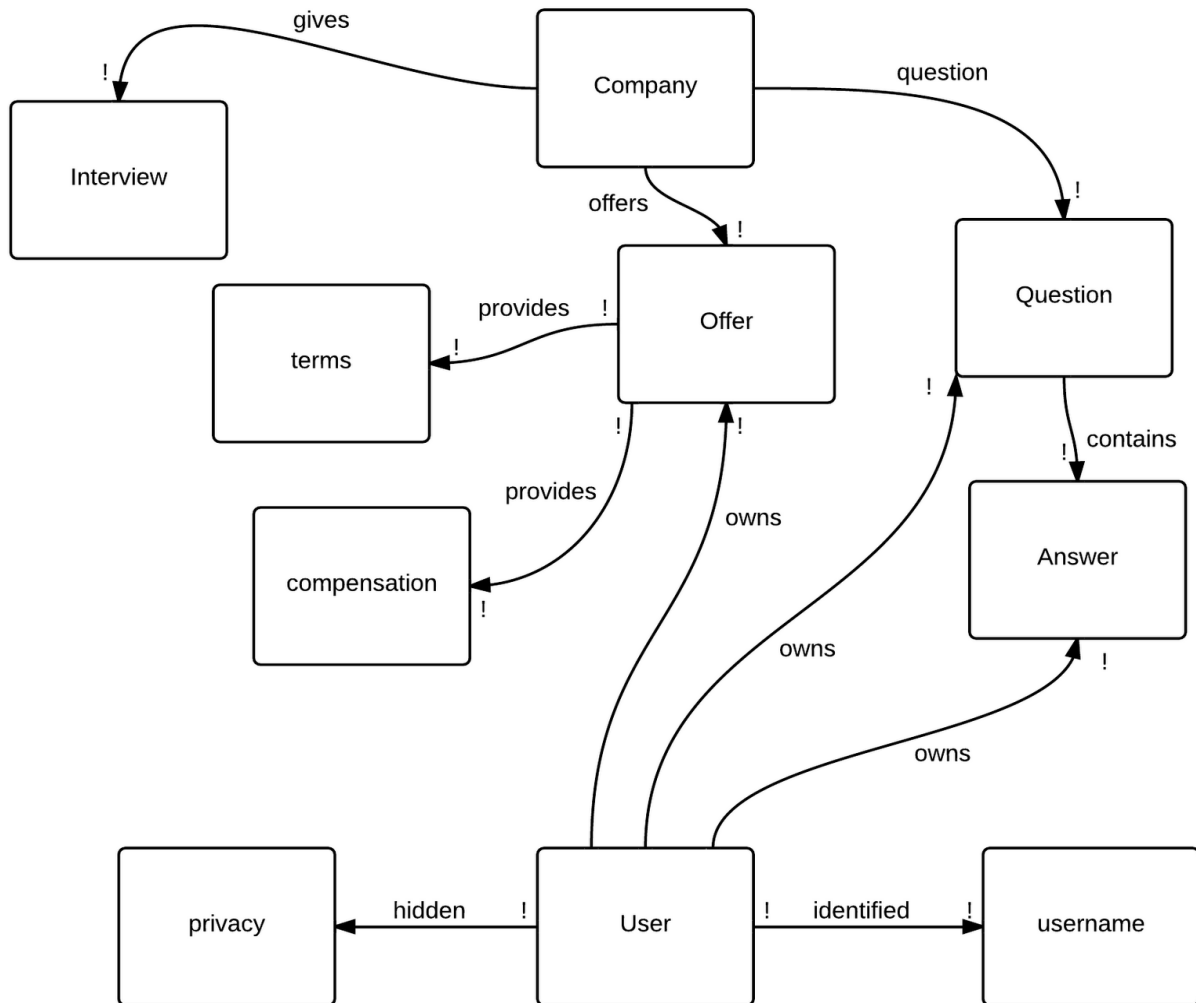 gives
!
Company
question
Interview
!
offers
!
Question
provides
!
Offer
!
terms
!
!
!
contains
!
provides
owns
Answer
compensation
!
owns
!
owns
privacy
hidden
!
User
!
identified
!
username